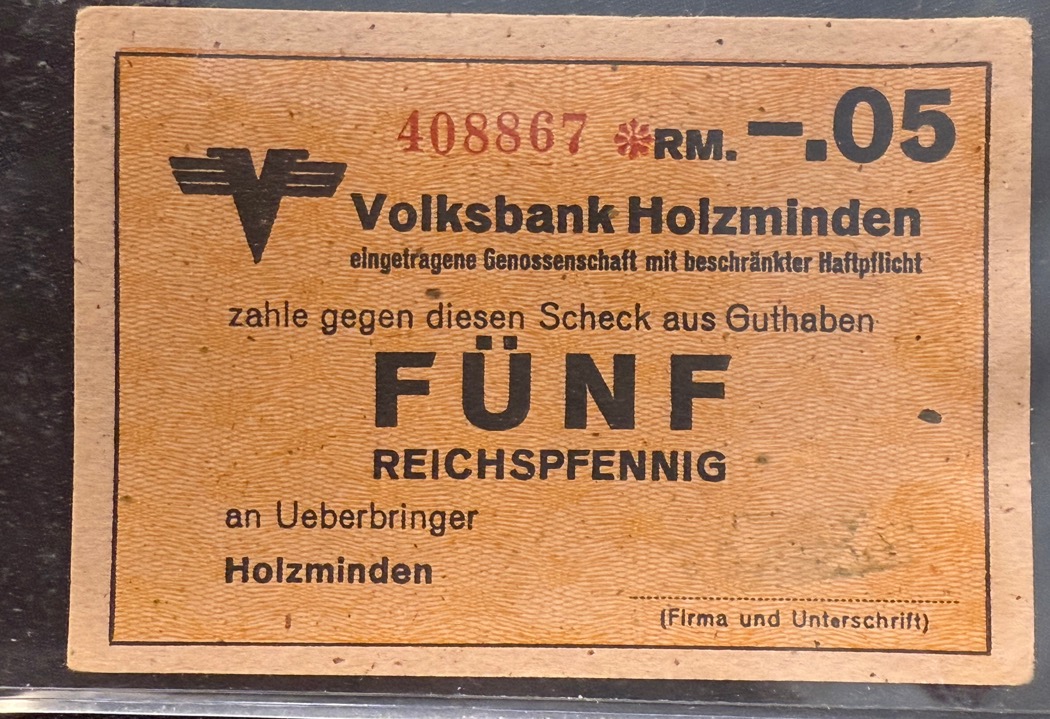 408867 RM. –.05
Volksbank Holzminden
eingetragene Genossenschaft mit beschränkter Haftpflicht
zahle gegen diesen Scheck aus Guthaben
FÜNF
REICHSPFENNIG
an Ueberbringer
Holzminden
(Firma und Unterschrift)